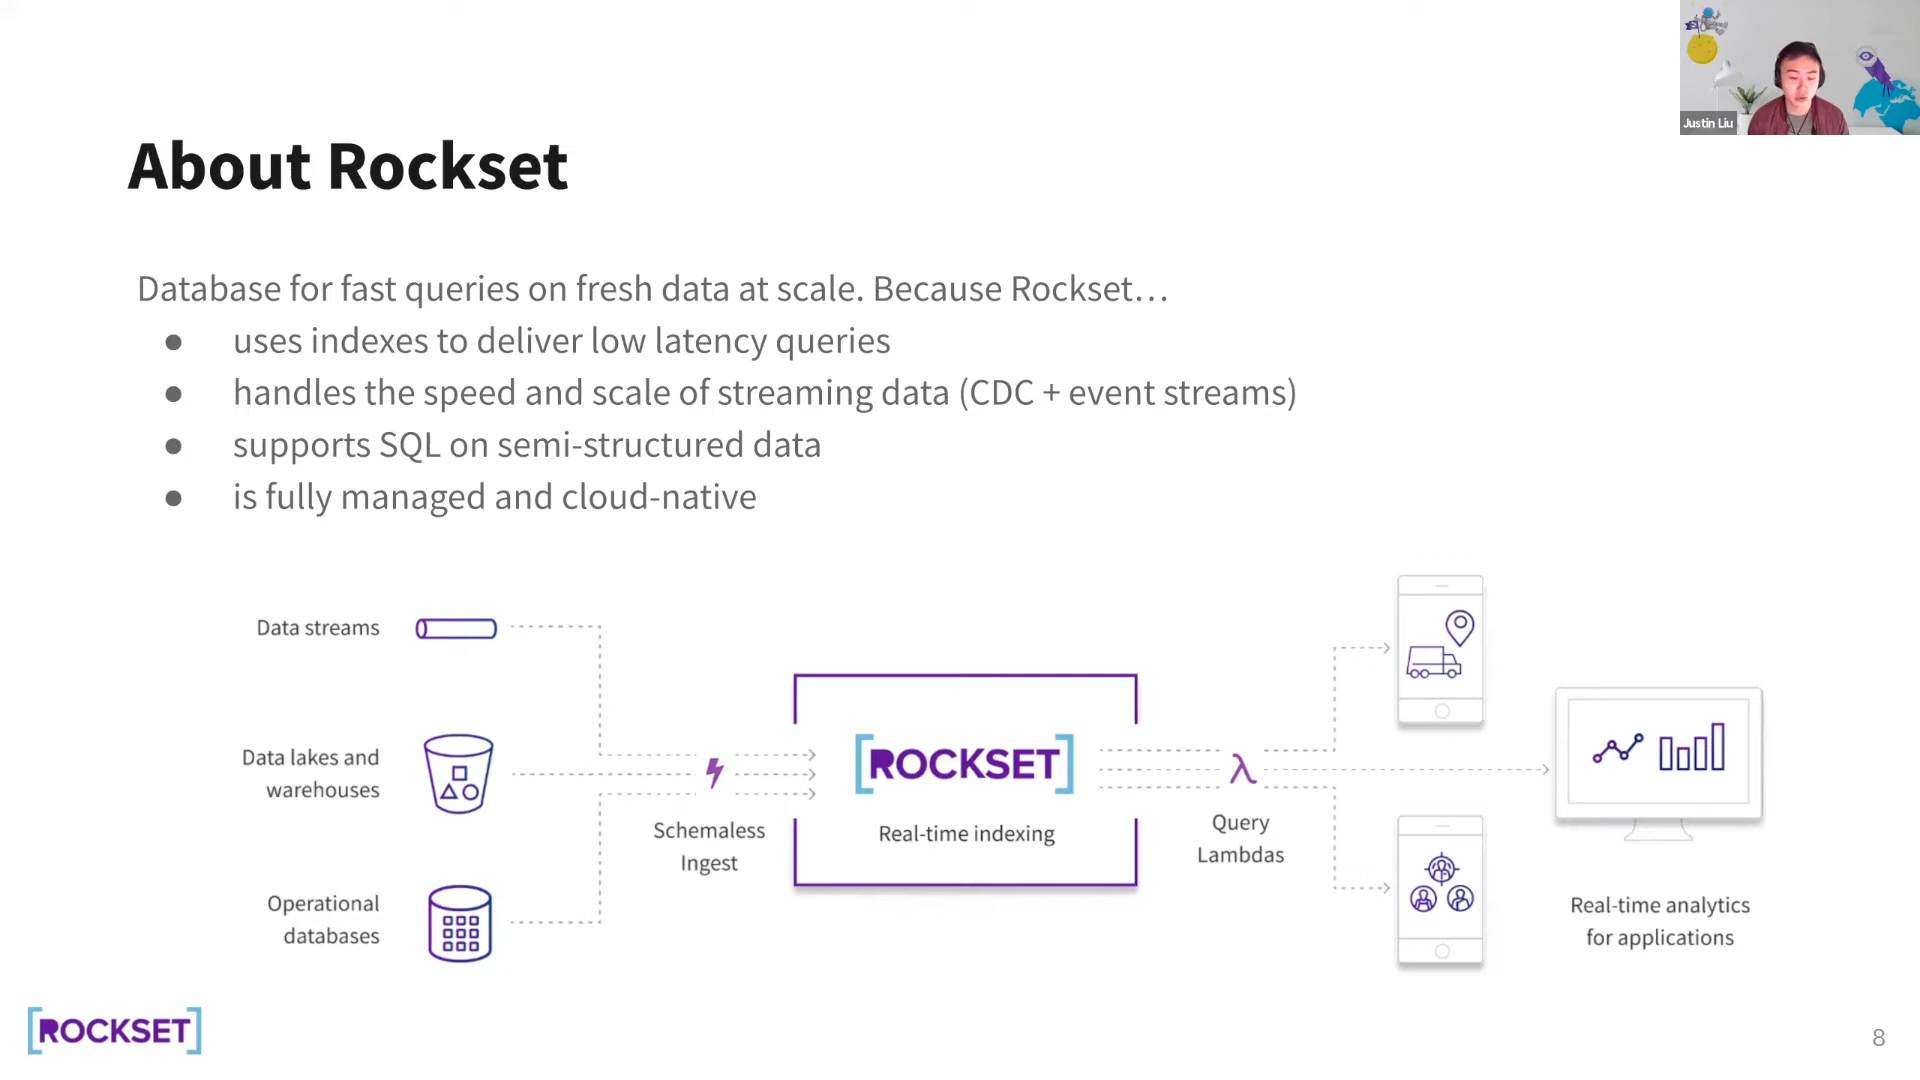 Justin Liu
About Rockset
Database for fast queries on fresh data at scale. Because Rockset…
● uses indexes to deliver low latency queries
● handles the speed and scale of streaming data (CDC + event streams)
● supports SQL on semi-structured data
● is fully managed and cloud-native
Data streams
Data lakes and
warehouses
Operational
databases
Schemaless
Ingest
[ROCKSET]
Real-time indexing
λ
Query
Lambdas
Real-time analytics
for applications
[ROCKSET]
8